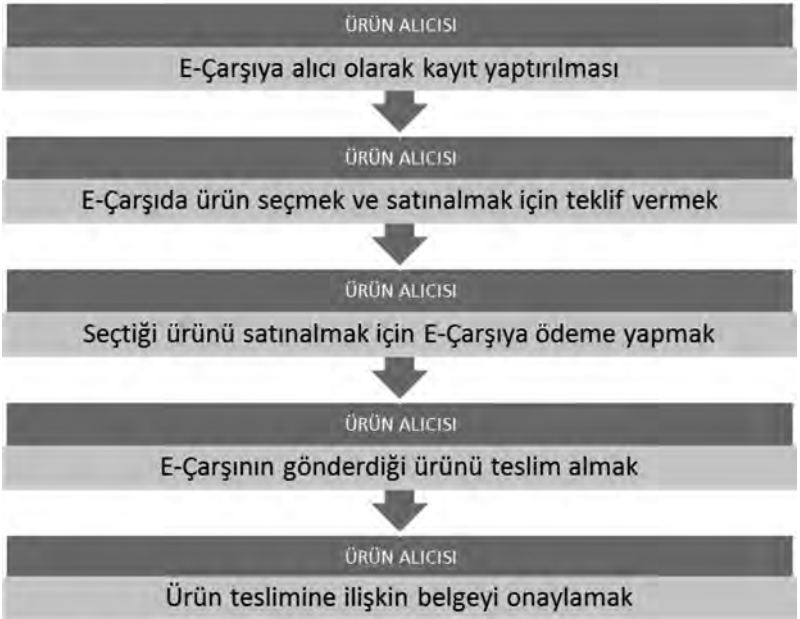 ÜRÜN ALICISI
E-Çarşıya alıcı olarak kayıt yaptırılması
ÜRÜN ALICISI
E-Çarşıda ürün seçmek ve satınalmak için teklif vermek
ÜRÜN ALICISI
Seçtiği ürünü satınalmak için E-Çarşıya ödeme yapmak
ÜRÜN ALICISI
E-Çarşının gönderdiği ürünü teslim almak
ÜRÜN ALICISI
Ürün teslimine ilişkin belgeyi onaylamak